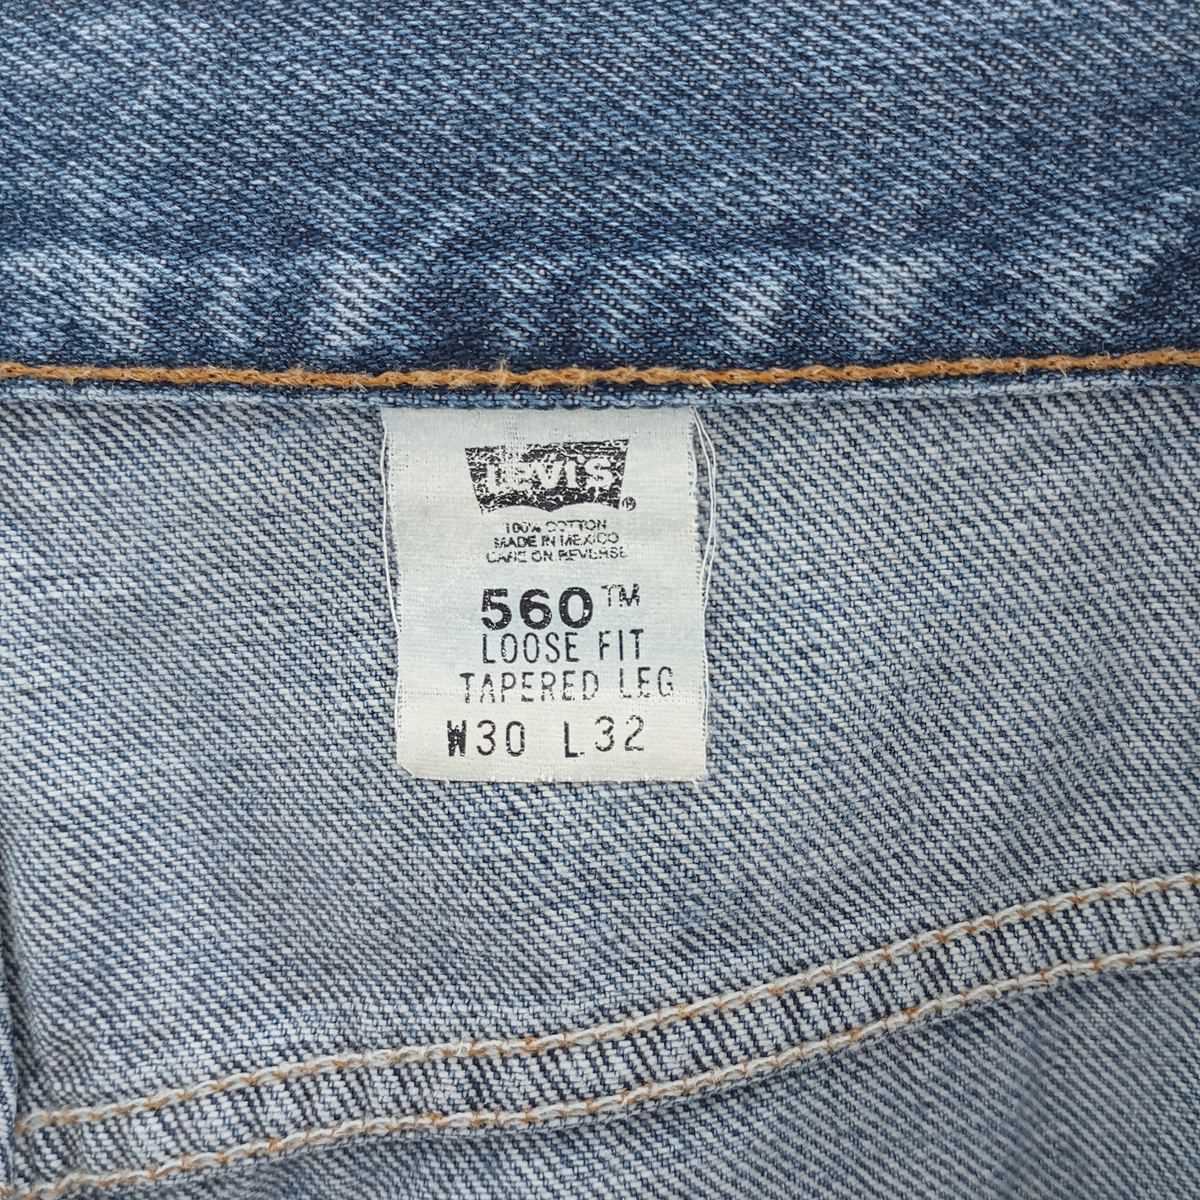 LEVI'S®
100% COTTON
MADE IN MEXICO
CARE ON REVERSE
560™
LOOSE FIT
TAPERED LEG
W30 L32